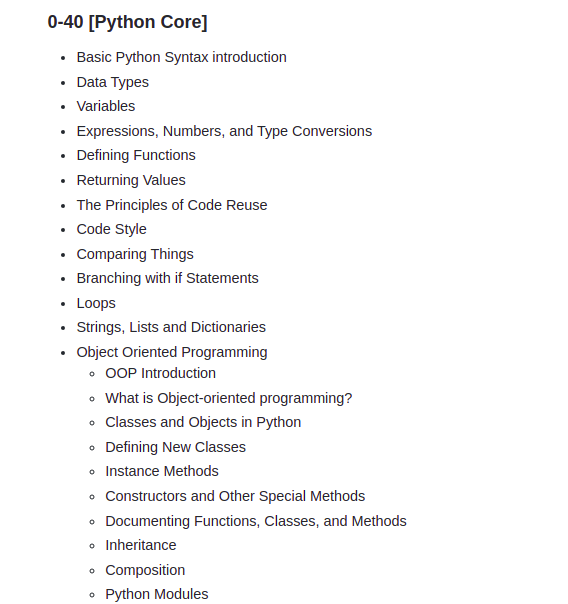 0-40 [Python Core]
Basic Python Syntax introduction
Data Types
Variables
Expressions, Numbers, and Type Conversions
Defining Functions
Returning Values
The Principles of Code Reuse
Code Style
Comparing Things
Branching with if Statements
Loops
Strings, Lists and Dictionaries
Object Oriented Programming
OOP Introduction
What is Object-oriented programming?
Classes and Objects in Python
Defining New Classes
Instance Methods
Constructors and Other Special Methods
Documenting Functions, Classes, and Methods
Inheritance
Composition
Python Modules